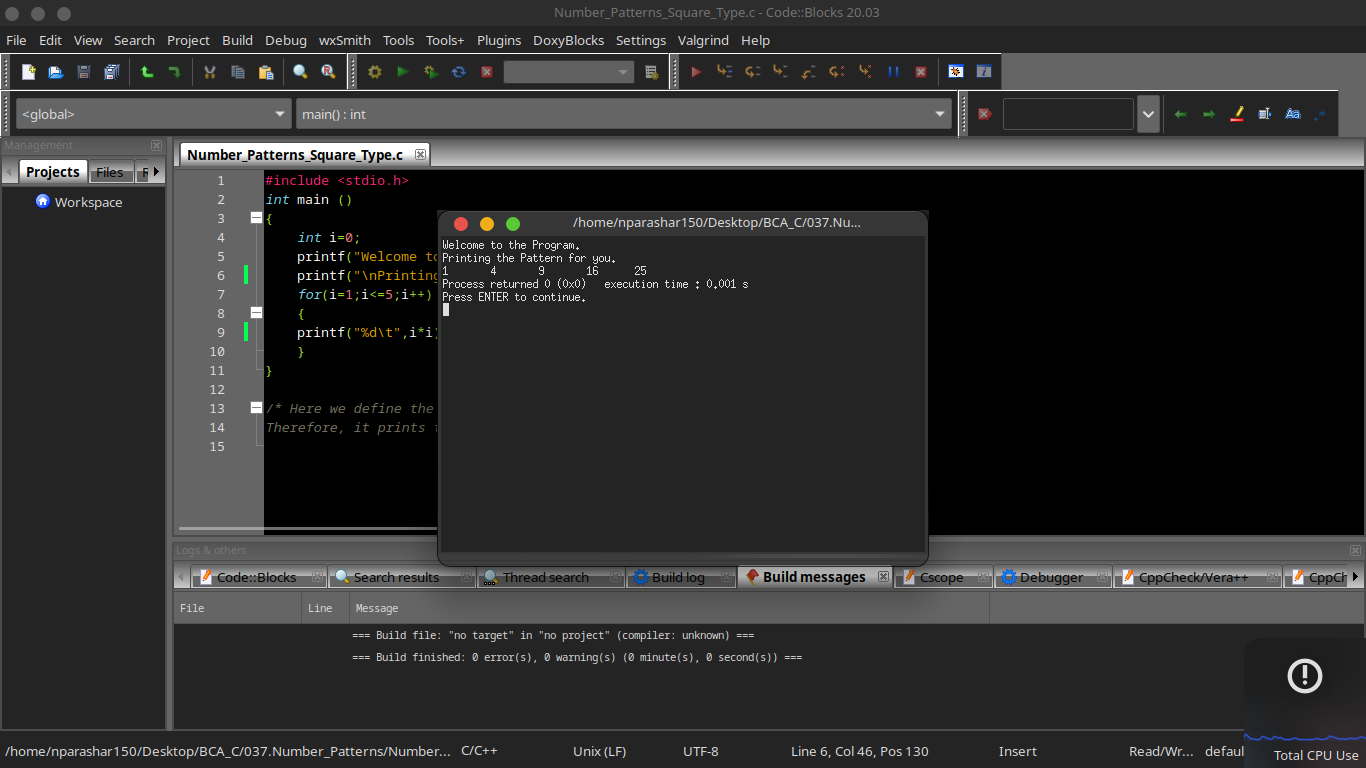 Number_Patterns_Square_Type.c - Code::Blocks 20.03
File Edit View Search Project Build Debug wxSmith Tools Tools+ Plugins DoxyBlocks Settings Valgrind Help
<global> main() : int
Management
Projects Files
Workspace
Number_Patterns_Square_Type.c
1 #include <stdio.h>
2 int main ()
3 {
4 int i=0;
5 printf("Welcome to
6 printf("\nPrinting
7 for(i=1;i<=5;i++)
8 {
9 printf("%d\t",i*i
10 }
11 }
12
13 /* Here we define the
14 Therefore, it prints
15
/home/nparashar150/Desktop/BCA_C/037.Nu...
Welcome to the Program.
Printing the Pattern for you.
1 4 9 16 25
Process returned 0 (0x0) execution time : 0.001 s
Press ENTER to continue.
Logs & others
Code::Blocks Search results Thread search Build log Build messages Cscope Debugger CppCheck/Vera++ CppCh
File Line Message
=== Build file: "no target" in "no project" (compiler: unknown) ===
=== Build finished: 0 error(s), 0 warning(s) (0 minute(s), 0 second(s)) ===
/home/nparashar150/Desktop/BCA_C/037.Number_Patterns/Number... C/C++ Unix (LF) UTF-8 Line 6, Col 46, Pos 130 Insert Read/Wr... defaul
Total CPU Use